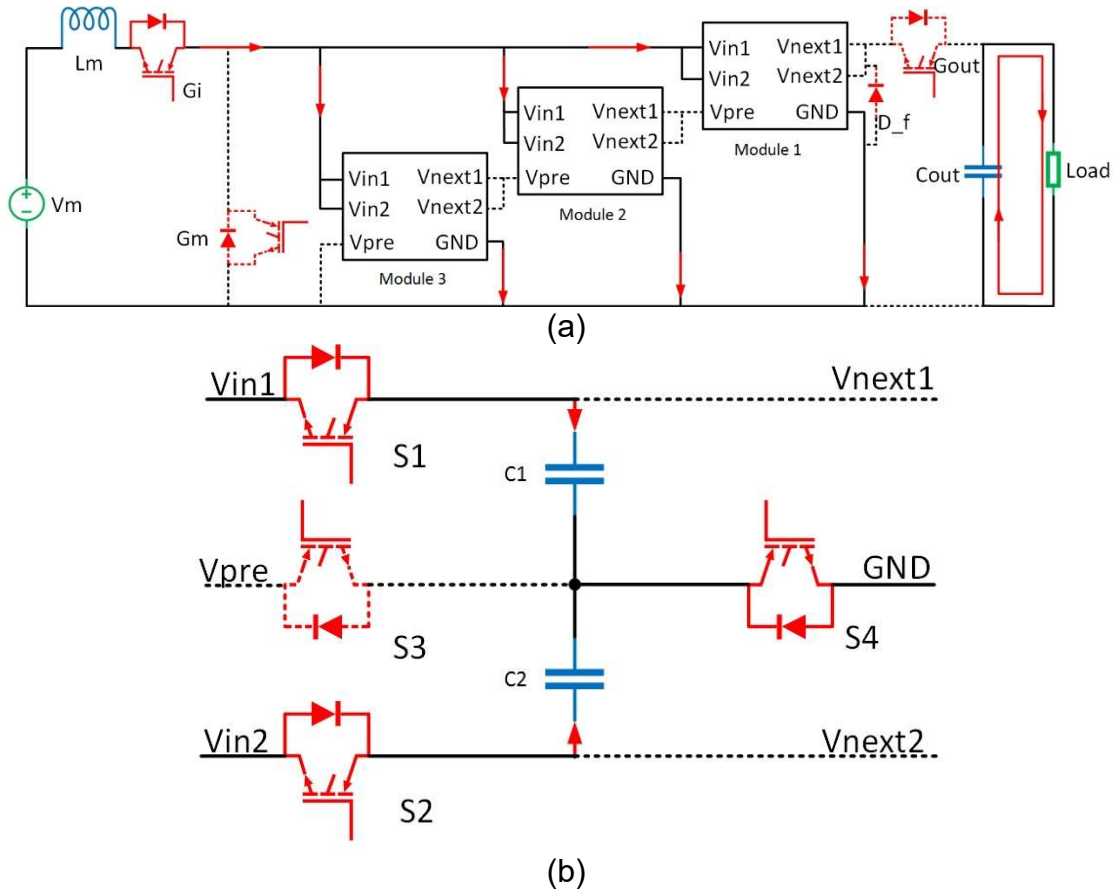 Lm
Gi
Vm
Gm
Vin1
Vin2
Vpre
Vnext1
Vnext2
GND
Module 3
Vin1
Vin2
Vpre
Vnext1
Vnext2
GND
Module 2
Vin1
Vin2
Vpre
Vnext1
Vnext2
GND
Module 1
Gout
D_f
Cout
Load
(a)
Vin1
Vnext1
S1
C1
Vpre
GND
S3
S4
C2
Vin2
Vnext2
S2
(b)